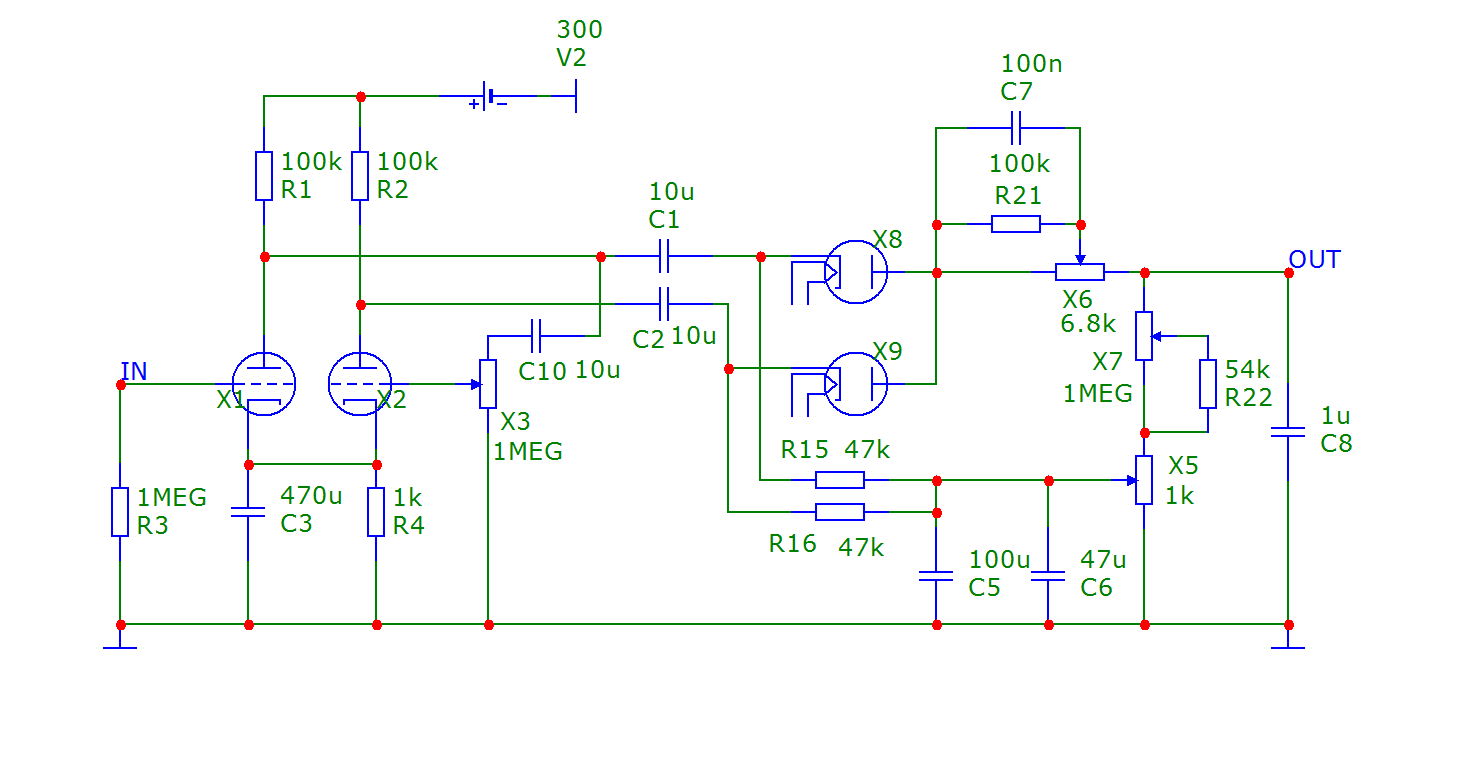 300
V2
100n
C7
100k
R1
100k
R2
100k
R21
10u
C1
X8
OUT
X6
6.8k
C2
10u
X9
X7
1MEG
54k
R22
IN
X1
X2
C10
10u
X3
1MEG
1u
C8
R15
47k
X5
1k
1MEG
R3
470u
C3
1k
R4
R16
47k
100u
C5
47u
C6